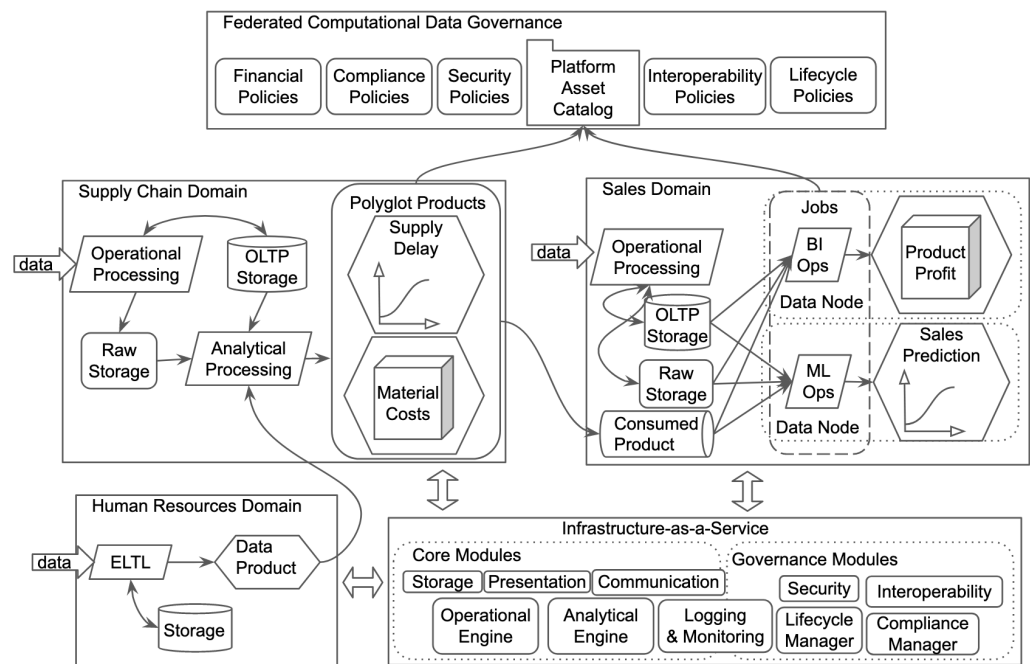 Federated Computational Data Governance
Financial
Policies
Compliance
Policies
Security
Policies
Platform
Asset
Catalog
Interoperability
Policies
Lifecycle
Policies
Supply Chain Domain
data
Operational
Processing
OLTP
Storage
Raw
Storage
Analytical
Processing
Polyglot Products
Supply
Delay
Material
Costs
Sales Domain
data
Operational
Processing
OLTP
Storage
Raw
Storage
Consumed
Product
Jobs
BI
Ops
Data Node
Product
Profit
ML
Ops
Data Node
Sales
Prediction
Human Resources Domain
data
ELTL
Data
Product
Storage
Infrastructure-as-a-Service
Core Modules
Storage
Presentation
Communication
Operational
Engine
Analytical
Engine
Logging
& Monitoring
Governance Modules
Security
Interoperability
Lifecycle
Manager
Compliance
Manager